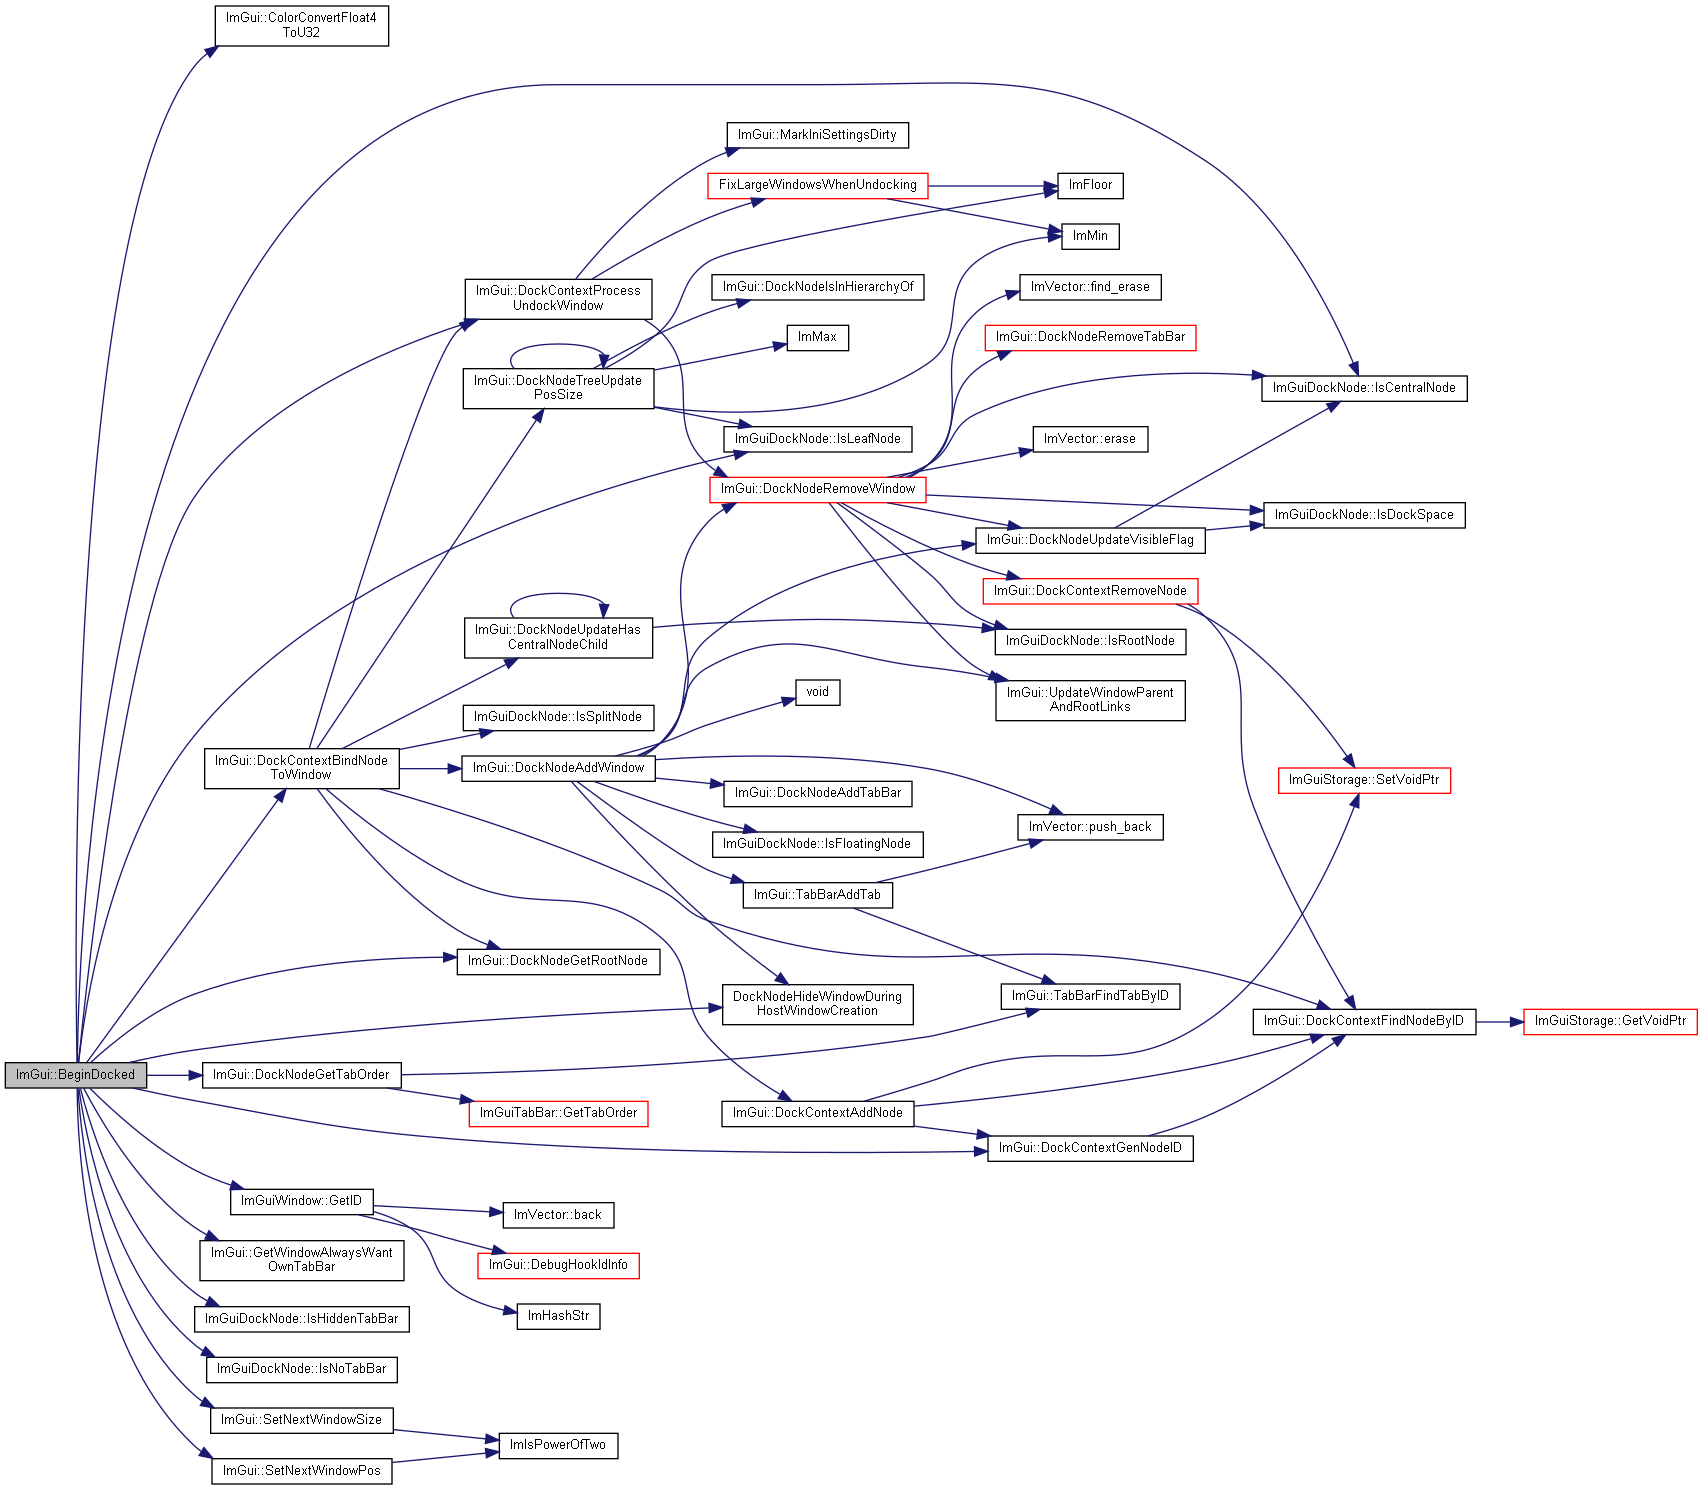 ImGui::ColorConvertFloat4
ToU32
ImGui::MarkIniSettingsDirty
FixLargeWindowsWhenUndocking
ImFloor
ImMin
ImGui::DockContextProcess
UndockWindow
ImGui::DockNodeIsInHierarchyOf
ImVector::find_erase
ImMax
ImGui::DockNodeRemoveTabBar
ImGui::DockNodeTreeUpdate
PosSize
ImGuiDockNode::IsCentralNode
ImGuiDockNode::IsLeafNode
ImVector::erase
ImGui::DockNodeRemoveWindow
ImGuiDockNode::IsDockSpace
ImGui::DockNodeUpdateVisibleFlag
ImGui::DockContextRemoveNode
ImGui::DockNodeUpdateHas
CentralNodeChild
ImGuiDockNode::IsRootNode
void
ImGui::UpdateWindowParent
AndRootLinks
ImGuiDockNode::IsSplitNode
ImGui::DockContextBindNode
ToWindow
ImGui::DockNodeAddWindow
ImGuiStorage::SetVoidPtr
ImGui::DockNodeAddTabBar
ImVector::push_back
ImGuiDockNode::IsFloatingNode
ImGui::TabBarAddTab
ImGui::DockNodeGetRootNode
DockNodeHideWindowDuring
HostWindowCreation
ImGui::TabBarFindTabByID
ImGui::DockContextFindNodeByID
ImGuiStorage::GetVoidPtr
ImGui::BeginDocked
ImGui::DockNodeGetTabOrder
ImGuiTabBar::GetTabOrder
ImGui::DockContextAddNode
ImGui::DockContextGenNodeID
ImGuiWindow::GetID
ImVector::back
ImGui::GetWindowAlwaysWant
OwnTabBar
ImGui::DebugHookIdInfo
ImGuiDockNode::IsHiddenTabBar
ImHashStr
ImGuiDockNode::IsNoTabBar
ImGui::SetNextWindowSize
ImIsPowerOfTwo
ImGui::SetNextWindowPos